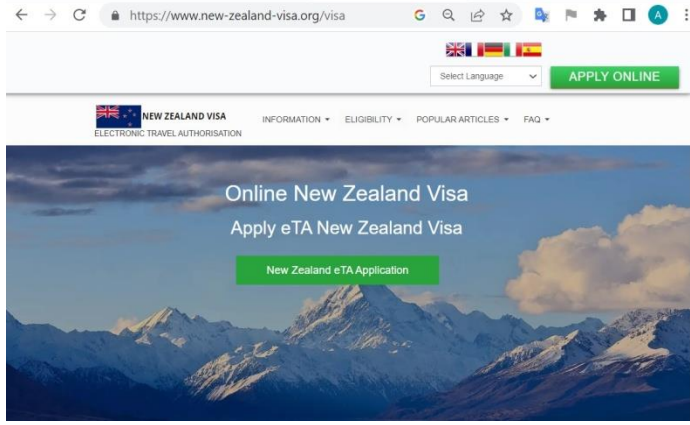 https://www.new-zealand-visa.org/visa
A
Select Language
APPLY ONLINE
NEW ZEALAND VISA
ELECTRONIC TRAVEL AUTHORISATION
INFORMATION
ELIGIBILITY
POPULAR ARTICLES
FAQ
Online New Zealand Visa
Apply eTA New Zealand Visa
New Zealand eTA Application